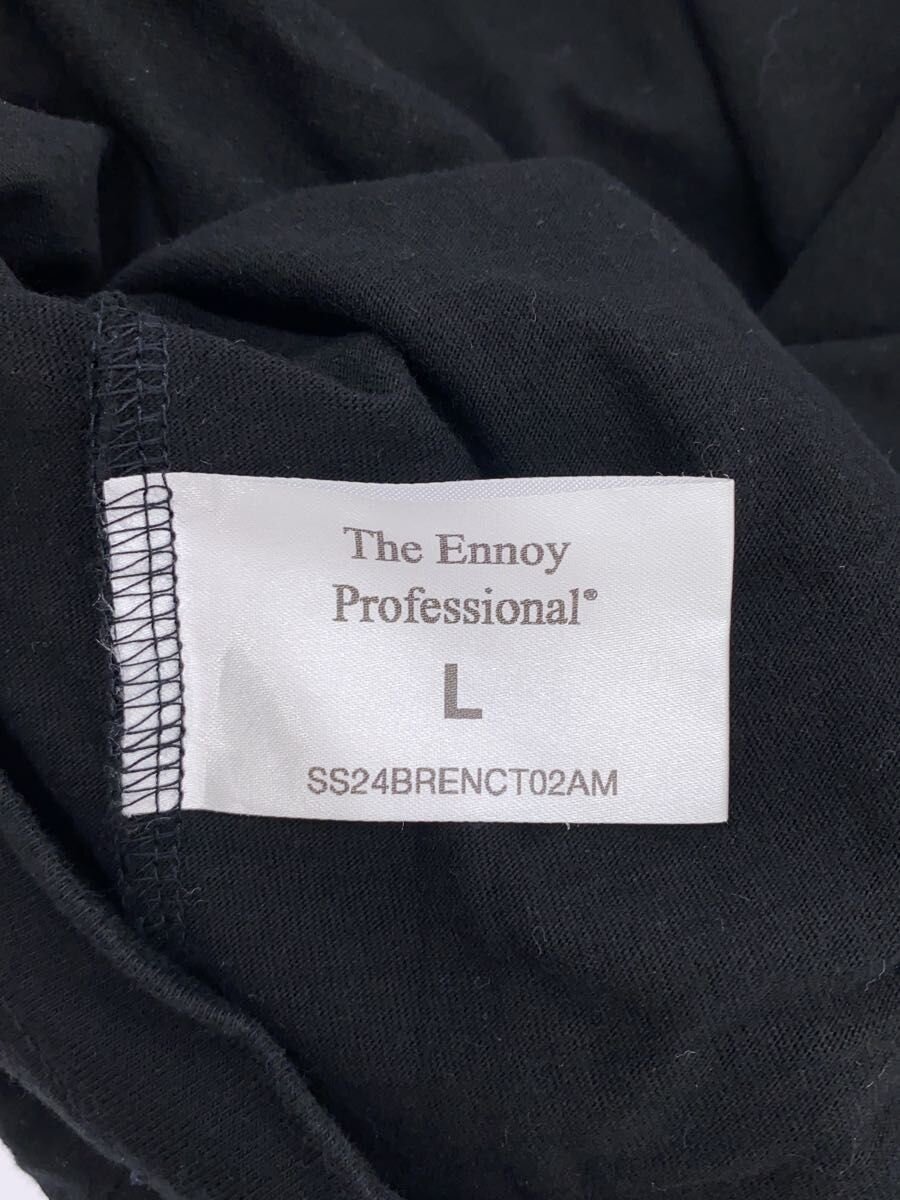 The Ennoy
Professional®
L
SS24BRENCT02AM